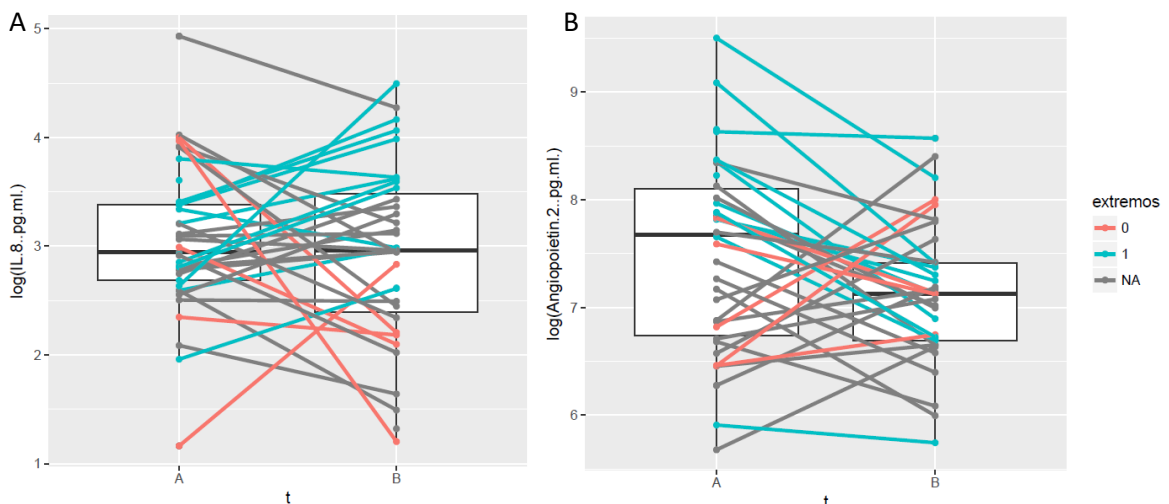 A
log(IL.8..pg.ml.)
5
4
3
2
1
A B
t
B
log(Angiopoietin.2..pg.ml.)
9
8
7
6
A B
t
extremos
0
1
NA